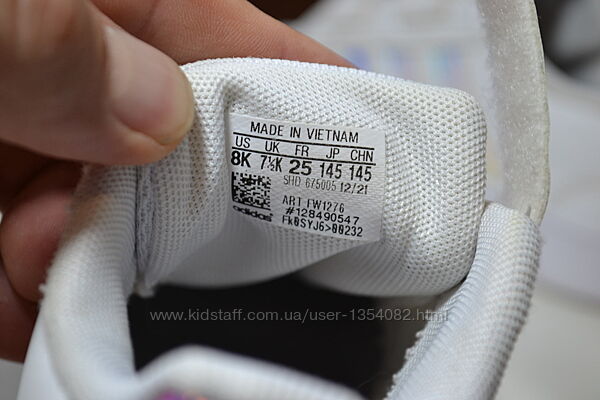 MADE IN VIETNAM
US UK FR JP CHN
8K 7½K 25 145 145
SHD 675005 12/21
ART FW1276
#128490547
adidas FK0SYJ6>00232
www.kidstaff.com.ua/user-1354082.html